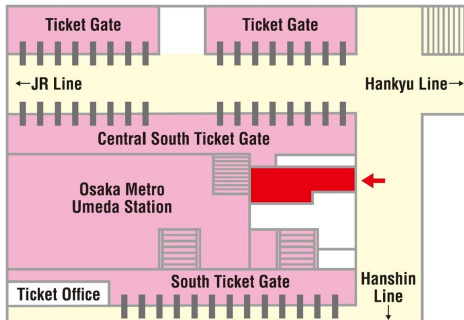 Ticket Gate
Ticket Gate
←JR Line
Hankyu Line→
Central South Ticket Gate
Osaka Metro
Umeda Station
South Ticket Gate
Ticket Office
Hanshin
Line
↓